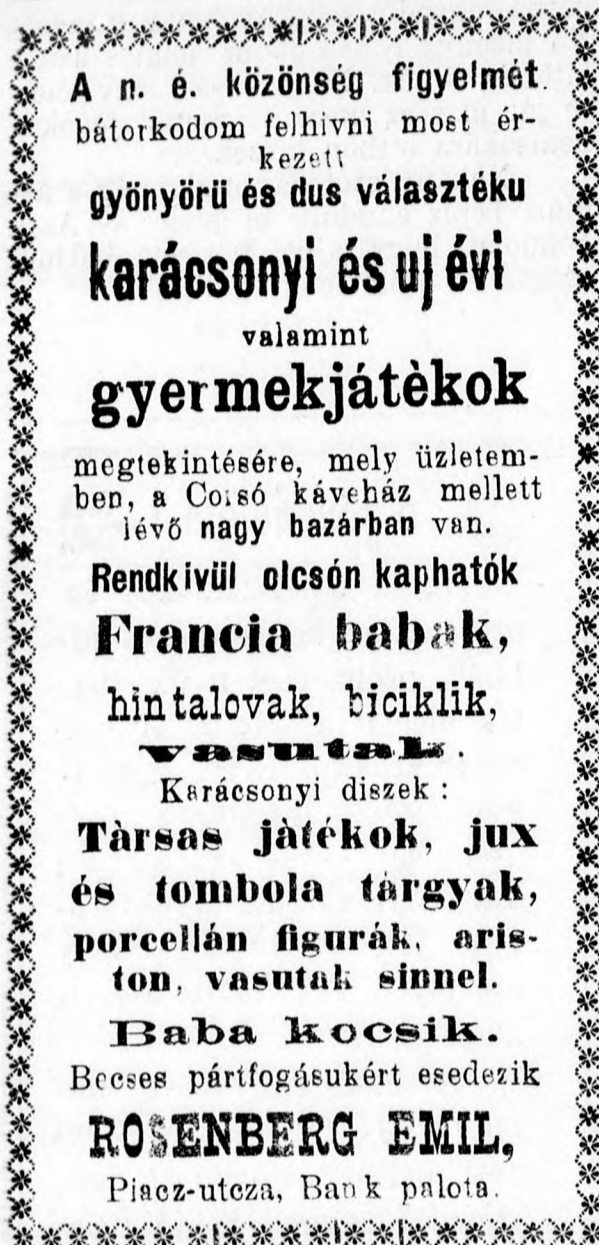 A n. é. közönség figyelmét
bátorkodom felhivni most ér-
kezett
gyönyörü és dus választéku
karácsonyi és uj évi
valamint
gyermekjátèkok
megtekintésére, mely üzletem-
ben, a Corsó káveház mellett
lévő nagy bazárban van.
Rendkivül olcsón kaphatók
Francia babak,
hintalovak, biciklik,
vasutak.
Karácsonyi diszek :
Tàrsas jàtékok, jux
és tombola tàrgyak,
porcellán figurák, aris-
ton, vasutak sinnel.
Baba kocsik.
Becses pártfogásukért esedezik
ROSENBERG EMIL,
Piacz-utcza, Bank palota.